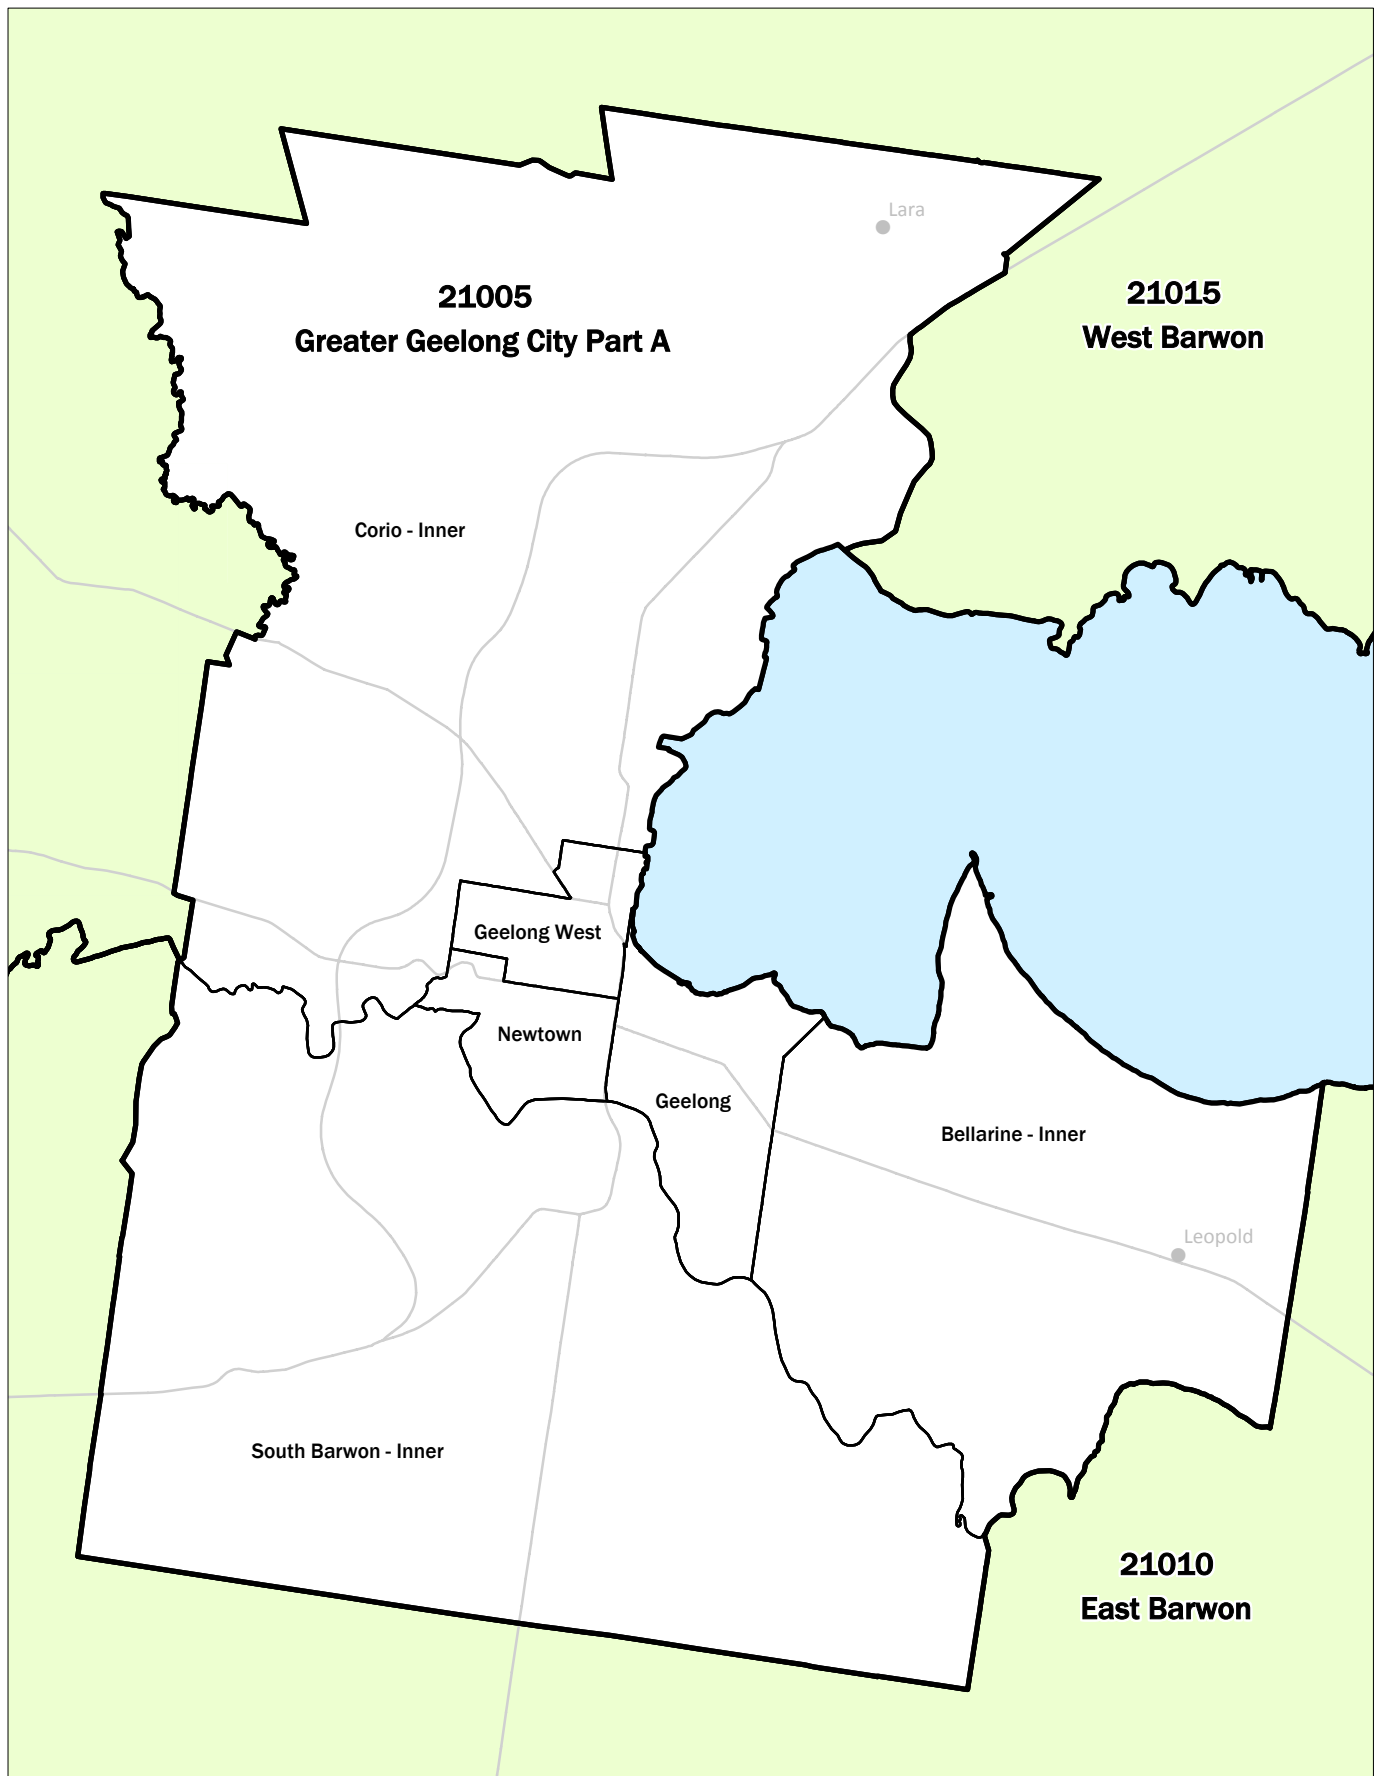 Lara
21005
Greater Geelong City Part A
21015
West Barwon
Corio - Inner
Geelong West
Newtown
Geelong
Bellarine - Inner
Leopold
South Barwon - Inner
21010
East Barwon